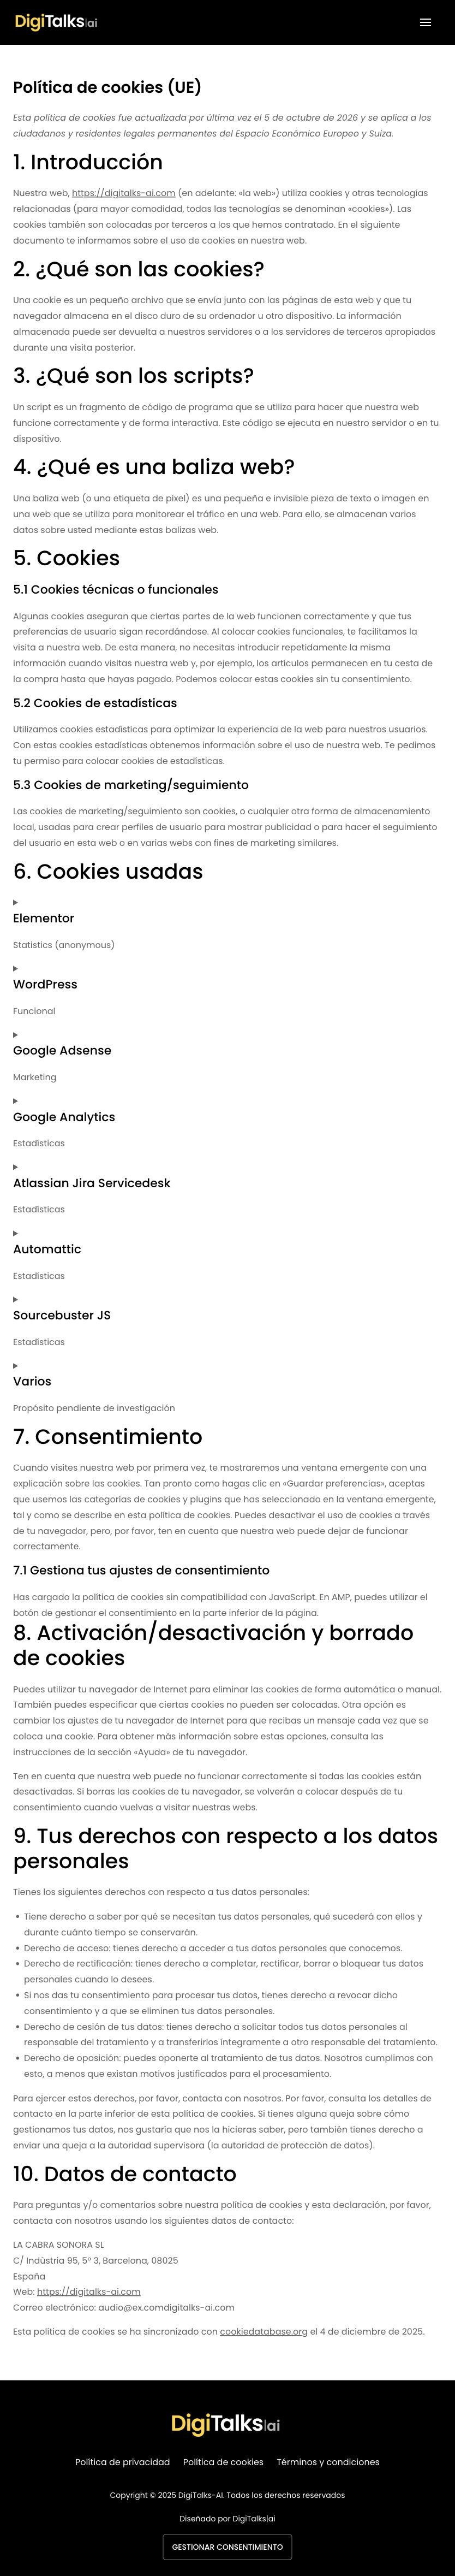 DigiTalks|ai
Política de cookies (UE)
Esta política de cookies fue actualizada por última vez el 5 de octubre de 2026 y se aplica a los
ciudadanos y residentes legales permanentes del Espacio Económico Europeo y Suiza.
1. Introducción
Nuestra web, https://digitalks-ai.com (en adelante: «la web») utiliza cookies y otras tecnologías
relacionadas (para mayor comodidad, todas las tecnologías se denominan «cookies»). Las
cookies también son colocadas por terceros a los que hemos contratado. En el siguiente
documento te informamos sobre el uso de cookies en nuestra web.
2. ¿Qué son las cookies?
Una cookie es un pequeño archivo que se envía junto con las páginas de esta web y que tu
navegador almacena en el disco duro de su ordenador u otro dispositivo. La información
almacenada puede ser devuelta a nuestros servidores o a los servidores de terceros apropiados
durante una visita posterior.
3. ¿Qué son los scripts?
Un script es un fragmento de código de programa que se utiliza para hacer que nuestra web
funcione correctamente y de forma interactiva. Este código se ejecuta en nuestro servidor o en tu
dispositivo.
4. ¿Qué es una baliza web?
Una baliza web (o una etiqueta de píxel) es una pequeña e invisible pieza de texto o imagen en
una web que se utiliza para monitorear el tráfico en una web. Para ello, se almacenan varios
datos sobre usted mediante estas balizas web.
5. Cookies
5.1 Cookies técnicas o funcionales
Algunas cookies aseguran que ciertas partes de la web funcionen correctamente y que tus
preferencias de usuario sigan recordándose. Al colocar cookies funcionales, te facilitamos la
visita a nuestra web. De esta manera, no necesitas introducir repetidamente la misma
información cuando visitas nuestra web y, por ejemplo, los artículos permanecen en tu cesta de
la compra hasta que hayas pagado. Podemos colocar estas cookies sin tu consentimiento.
5.2 Cookies de estadísticas
Utilizamos cookies estadísticas para optimizar la experiencia de la web para nuestros usuarios.
Con estas cookies estadísticas obtenemos información sobre el uso de nuestra web. Te pedimos
tu permiso para colocar cookies de estadísticas.
5.3 Cookies de marketing/seguimiento
Las cookies de marketing/seguimiento son cookies, o cualquier otra forma de almacenamiento
local, usadas para crear perfiles de usuario para mostrar publicidad o para hacer el seguimiento
del usuario en esta web o en varias webs con fines de marketing similares.
6. Cookies usadas
Elementor
Statistics (anonymous)
WordPress
Funcional
Google Adsense
Marketing
Google Analytics
Estadísticas
Atlassian Jira Servicedesk
Estadísticas
Automattic
Estadísticas
Sourcebuster JS
Estadísticas
Varios
Propósito pendiente de investigación
7. Consentimiento
Cuando visites nuestra web por primera vez, te mostraremos una ventana emergente con una
explicación sobre las cookies. Tan pronto como hagas clic en «Guardar preferencias», aceptas
que usemos las categorías de cookies y plugins que has seleccionado en la ventana emergente,
tal y como se describe en esta política de cookies. Puedes desactivar el uso de cookies a través
de tu navegador, pero, por favor, ten en cuenta que nuestra web puede dejar de funcionar
correctamente.
7.1 Gestiona tus ajustes de consentimiento
Has cargado la política de cookies sin compatibilidad con JavaScript. En AMP, puedes utilizar el
botón de gestionar el consentimiento en la parte inferior de la página.
8. Activación/desactivación y borrado
de cookies
Puedes utilizar tu navegador de Internet para eliminar las cookies de forma automática o manual.
También puedes especificar que ciertas cookies no pueden ser colocadas. Otra opción es
cambiar los ajustes de tu navegador de Internet para que recibas un mensaje cada vez que se
coloca una cookie. Para obtener más información sobre estas opciones, consulta las
instrucciones de la sección «Ayuda» de tu navegador.
Ten en cuenta que nuestra web puede no funcionar correctamente si todas las cookies están
desactivadas. Si borras las cookies de tu navegador, se volverán a colocar después de tu
consentimiento cuando vuelvas a visitar nuestras webs.
9. Tus derechos con respecto a los datos
personales
Tienes los siguientes derechos con respecto a tus datos personales:
• Tiene derecho a saber por qué se necesitan tus datos personales, qué sucederá con ellos y
durante cuánto tiempo se conservarán.
• Derecho de acceso: tienes derecho a acceder a tus datos personales que conocemos.
• Derecho de rectificación: tienes derecho a completar, rectificar, borrar o bloquear tus datos
personales cuando lo desees.
• Si nos das tu consentimiento para procesar tus datos, tienes derecho a revocar dicho
consentimiento y a que se eliminen tus datos personales.
• Derecho de cesión de tus datos: tienes derecho a solicitar todos tus datos personales al
responsable del tratamiento y a transferirlos íntegramente a otro responsable del tratamiento.
• Derecho de oposición: puedes oponerte al tratamiento de tus datos. Nosotros cumplimos con
esto, a menos que existan motivos justificados para el procesamiento.
Para ejercer estos derechos, por favor, contacta con nosotros. Por favor, consulta los detalles de
contacto en la parte inferior de esta política de cookies. Si tienes alguna queja sobre cómo
gestionamos tus datos, nos gustaría que nos la hicieras saber, pero también tienes derecho a
enviar una queja a la autoridad supervisora (la autoridad de protección de datos).
10. Datos de contacto
Para preguntas y/o comentarios sobre nuestra política de cookies y esta declaración, por favor,
contacta con nosotros usando los siguientes datos de contacto:
LA CABRA SONORA SL
C/ Indústria 95, 5º 3, Barcelona, 08025
España
Web: https://digitalks-ai.com
Correo electrónico: audio@ex.comdigitalks-ai.com
Esta política de cookies se ha sincronizado con cookiedatabase.org el 4 de diciembre de 2025.
DigiTalks|ai
Política de privacidad Política de cookies Términos y condiciones
Copyright © 2025 DigiTalks-AI. Todos los derechos reservados
Diseñado por DigiTalks|ai
GESTIONAR CONSENTIMIENTO